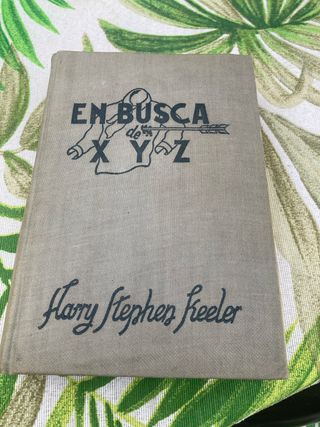 EN BUSCA
de
X Y Z
Harry Stephen Keeler